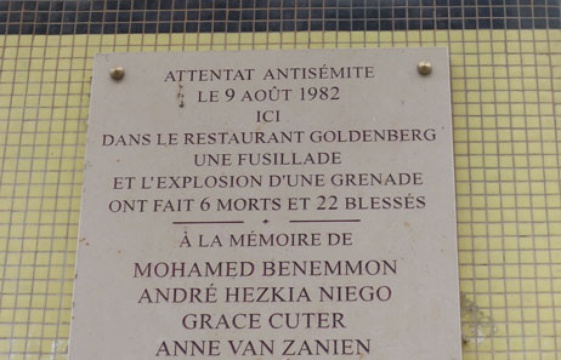 ATTENTAT ANTISÉMITE
LE 9 AOÛT 1982
ICI
DANS LE RESTAURANT GOLDENBERG
UNE FUSILLADE
ET L'EXPLOSION D'UNE GRENADE
ONT FAIT 6 MORTS ET 22 BLESSÉS
À LA MÉMOIRE DE
MOHAMED BENEMMON
ANDRÉ HEZKIA NIEGO
GRACE CUTER
ANNE VAN ZANIEN